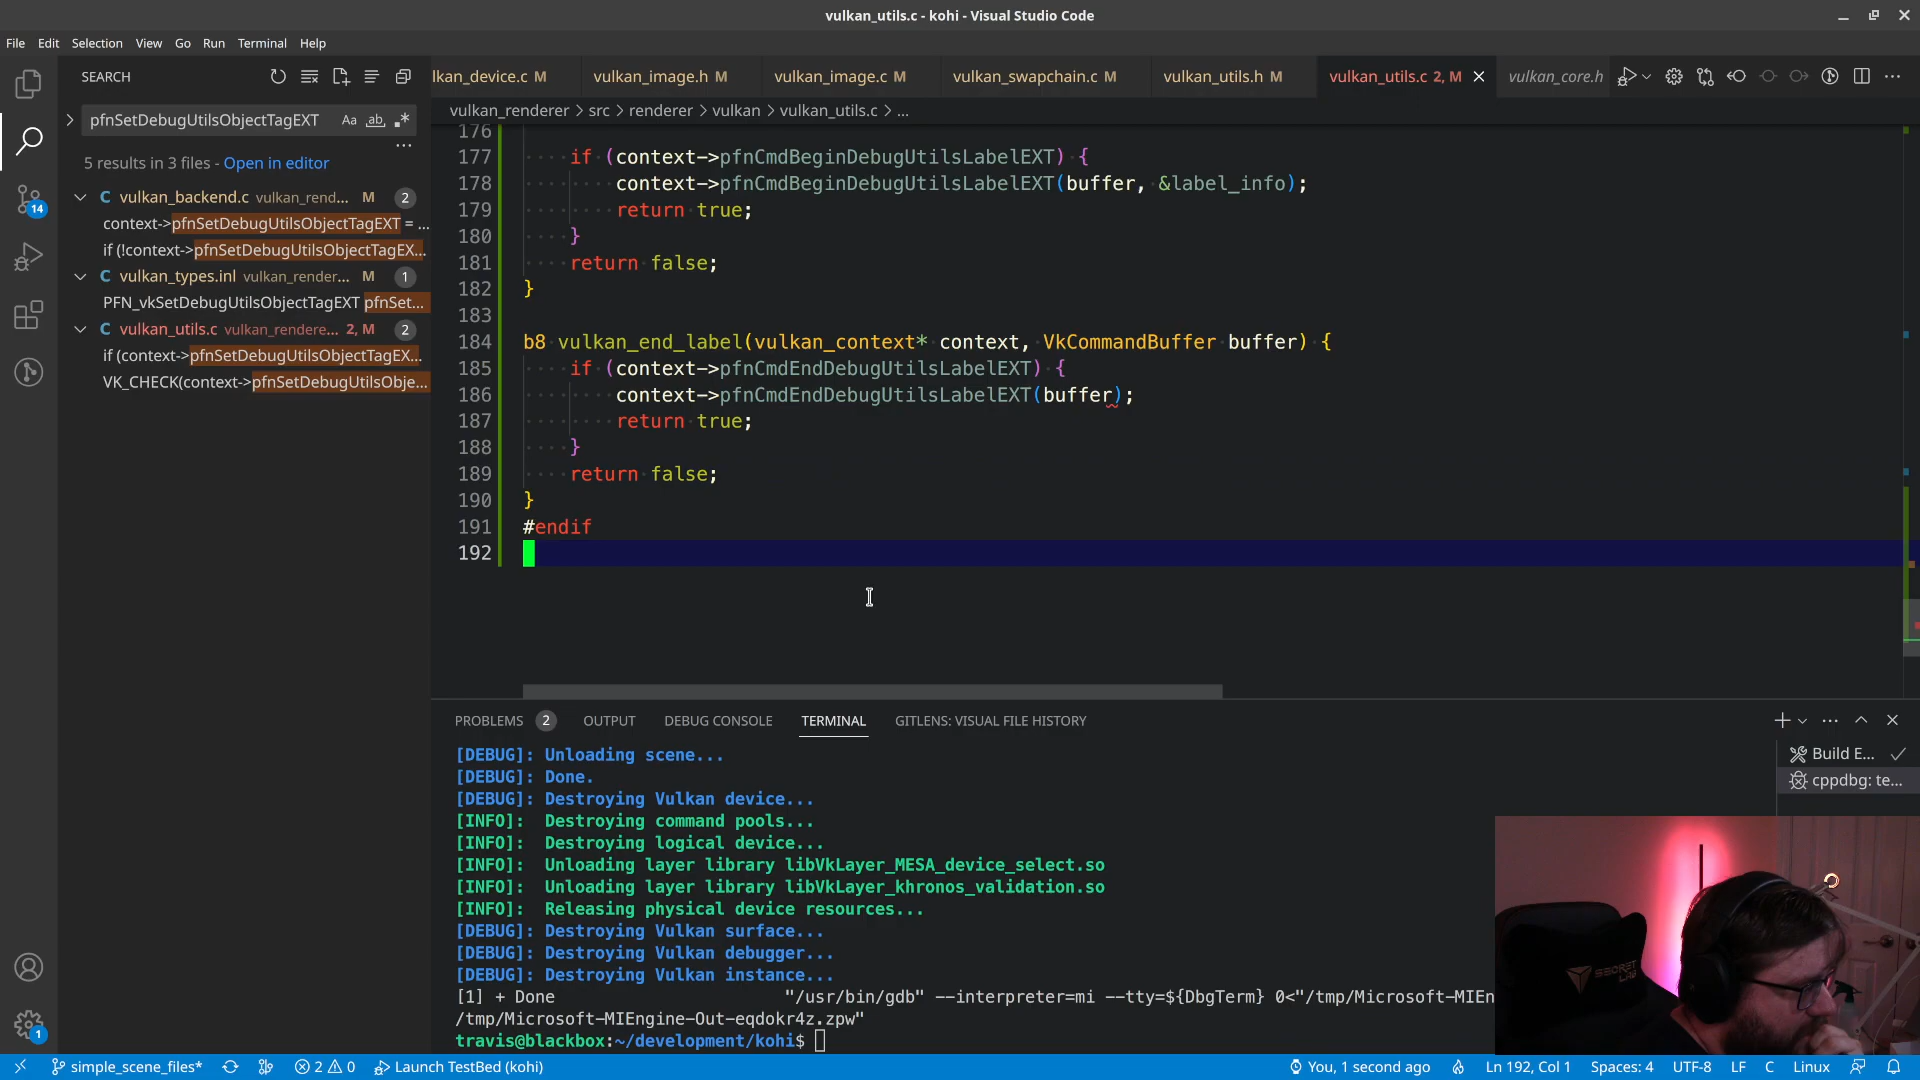 vulkan_utils.c - kohi - Visual Studio Code
File Edit Selection View Go Run Terminal Help
SEARCH
pfnSetDebugUtilsObjectTagEXT
Aa ab .*
5 results in 3 files - Open in editor
vulkan_backend.c vulkan_rend... M 2
context->pfnSetDebugUtilsObjectTagEXT = ...
if (!context->pfnSetDebugUtilsObjectTagEX...
vulkan_types.inl vulkan_render... M 1
PFN_vkSetDebugUtilsObjectTagEXT pfnSet...
vulkan_utils.c vulkan_rendere... 2, M 2
if (context->pfnSetDebugUtilsObjectTagEX...
VK_CHECK(context->pfnSetDebugUtilsObje...
14
1
lkan_device.c M vulkan_image.h M vulkan_image.c M vulkan_swapchain.c M vulkan_utils.h M vulkan_utils.c 2, M vulkan_core.h
vulkan_renderer > src > renderer > vulkan > vulkan_utils.c > ...
176
177 if (context->pfnCmdBeginDebugUtilsLabelEXT) {
178 context->pfnCmdBeginDebugUtilsLabelEXT(buffer, &label_info);
179 return true;
180 }
181 return false;
182 }
183
184 b8 vulkan_end_label(vulkan_context* context, VkCommandBuffer buffer) {
185 if (context->pfnCmdEndDebugUtilsLabelEXT) {
186 context->pfnCmdEndDebugUtilsLabelEXT(buffer);
187 return true;
188 }
189 return false;
190 }
191 #endif
192
PROBLEMS 2 OUTPUT DEBUG CONSOLE TERMINAL GITLENS: VISUAL FILE HISTORY
[DEBUG]: Unloading scene...
[DEBUG]: Done.
[DEBUG]: Destroying Vulkan device...
[INFO]: Destroying command pools...
[INFO]: Destroying logical device...
[INFO]: Unloading layer library libVkLayer_MESA_device_select.so
[INFO]: Unloading layer library libVkLayer_khronos_validation.so
[INFO]: Releasing physical device resources...
[DEBUG]: Destroying Vulkan surface...
[DEBUG]: Destroying Vulkan debugger...
[DEBUG]: Destroying Vulkan instance...
[1] + Done "/usr/bin/gdb" --interpreter=mi --tty=${DbgTerm} 0<"/tmp/Microsoft-MIEn
/tmp/Microsoft-MIEngine-Out-eqdokr4z.zpw"
travis@blackbox:~/development/kohi$
Build E...
cppdbg: te...
SECRET LAB
simple_scene_files* 2 0 Launch TestBed (kohi) You, 1 second ago Ln 192, Col 1 Spaces: 4 UTF-8 LF C Linux